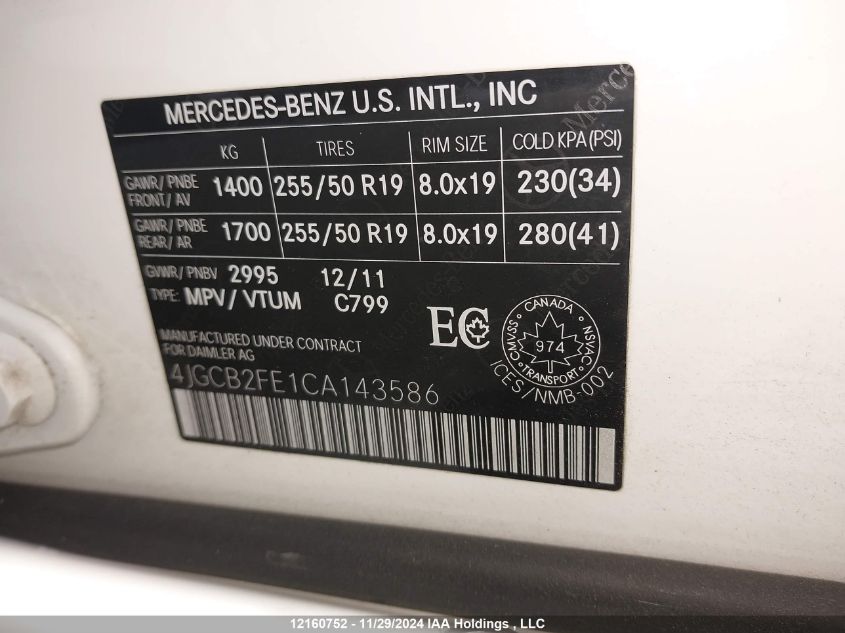 MERCEDES-BENZ U.S. INTL., INC
KG TIRES RIM SIZE COLD KPA(PSI)
GAWR/PNBE FRONT/AV 1400 255/50 R19 8.0x19 230(34)
GAWR/PNBE REAR/AR 1700 255/50 R19 8.0x19 280(41)
GVWR/PNBV 2995 12/11
TYPE: MPV/VTUM C799
MANUFACTURED UNDER CONTRACT
FOR DAIMLER AG
EC
CANADA
CMVSS NSVAC
974
TRANSPORT
ICES/NMB-002
4JGCB2FE1CA143586
12160752 - 11/29/2024 IAA Holdings , LLC